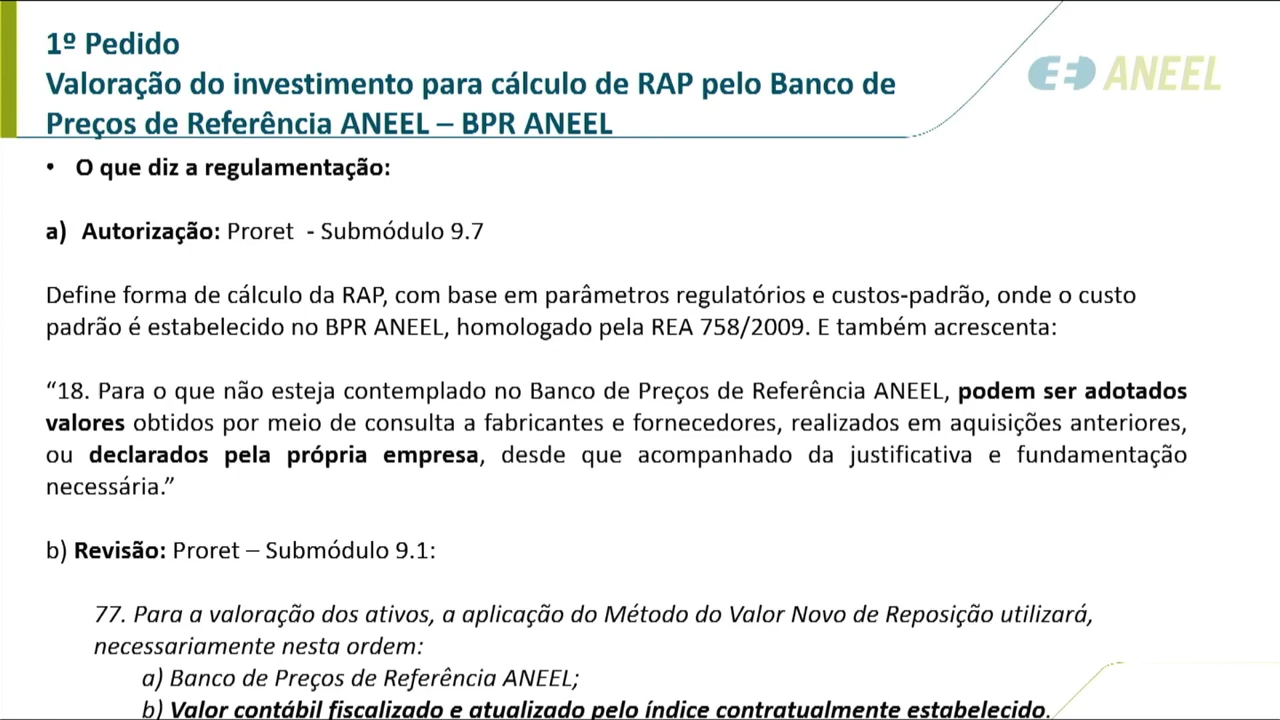 1º Pedido
Valoração do investimento para cálculo de RAP pelo Banco de
Preços de Referência ANEEL – BPR ANEEL
ANEEL
• O que diz a regulamentação:
a) Autorização: Proret - Submódulo 9.7
Define forma de cálculo da RAP, com base em parâmetros regulatórios e custos-padrão, onde o custo
padrão é estabelecido no BPR ANEEL, homologado pela REA 758/2009. E também acrescenta:
“18. Para o que não esteja contemplado no Banco de Preços de Referência ANEEL, podem ser adotados
valores obtidos por meio de consulta a fabricantes e fornecedores, realizados em aquisições anteriores,
ou declarados pela própria empresa, desde que acompanhado da justificativa e fundamentação
necessária.”
b) Revisão: Proret – Submódulo 9.1:
77. Para a valoração dos ativos, a aplicação do Método do Valor Novo de Reposição utilizará,
necessariamente nesta ordem:
a) Banco de Preços de Referência ANEEL;
b) Valor contábil fiscalizado e atualizado pelo índice contratualmente estabelecido.